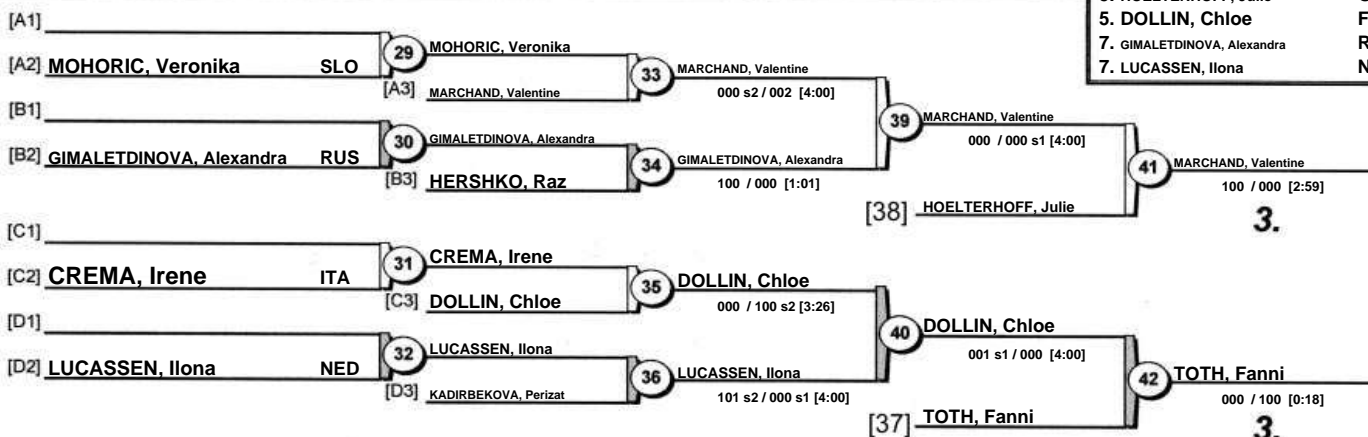 5. DOLLIN, Chloe F
7. GIMALETDINOVA, Alexandra R
7. LUCASSEN, Ilona N
[A1]
[A2] MOHORIC, Veronika SLO
29
MOHORIC, Veronika
[A3] MARCHAND, Valentine
33
MARCHAND, Valentine
000 s2 / 002 [4:00]
[B1]
[B2] GIMALETDINOVA, Alexandra RUS
30
GIMALETDINOVA, Alexandra
[B3] HERSHKO, Raz
34
GIMALETDINOVA, Alexandra
100 / 000 [1:01]
39
MARCHAND, Valentine
000 / 000 s1 [4:00]
[38] HOELTERHOFF, Julie
41
MARCHAND, Valentine
100 / 000 [2:59]
3.
[C1]
[C2] CREMA, Irene ITA
31
CREMA, Irene
[C3] DOLLIN, Chloe
35
DOLLIN, Chloe
000 / 100 s2 [3:26]
[D1]
[D2] LUCASSEN, Ilona NED
32
LUCASSEN, Ilona
[D3] KADIRBEKOVA, Perizat
36
LUCASSEN, Ilona
101 s2 / 000 s1 [4:00]
40
DOLLIN, Chloe
001 s1 / 000 [4:00]
[37] TOTH, Fanni
42
TOTH, Fanni
000 / 100 [0:18]
3.